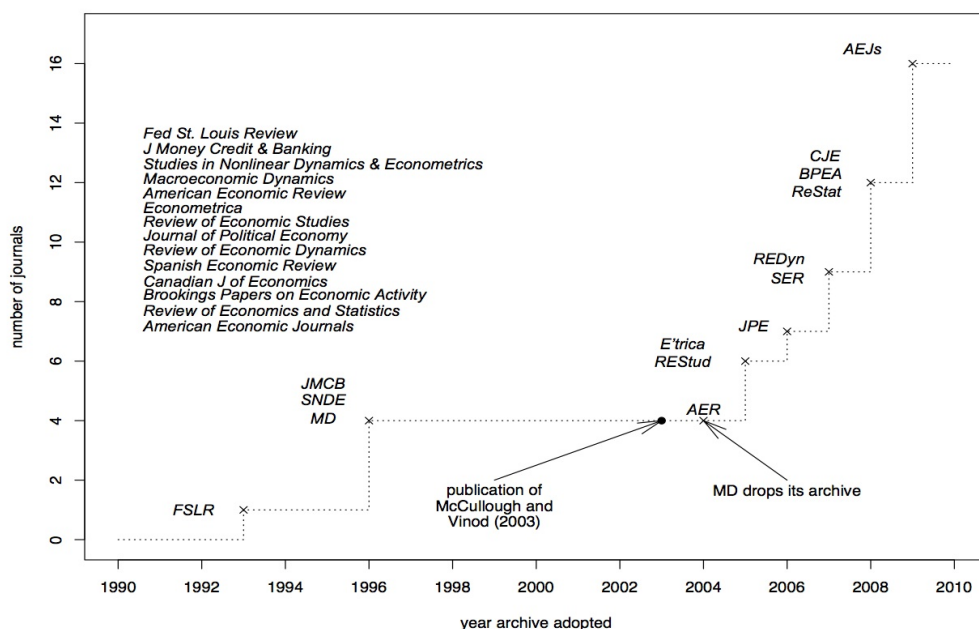 number of journals
16
14
12
10
8
6
4
2
0
Fed St. Louis Review
J Money Credit & Banking
Studies in Nonlinear Dynamics & Econometrics
Macroeconomic Dynamics
American Economic Review
Econometrica
Review of Economic Studies
Journal of Political Economy
Review of Economic Dynamics
Spanish Economic Review
Canadian J of Economics
Brookings Papers on Economic Activity
Review of Economics and Statistics
American Economic Journals
FSLR
JMCB
SNDE
MD
publication of
McCullough and
Vinod (2003)
AER
MD drops its archive
E'trica
REStud
JPE
REDyn
SER
CJE
BPEA
ReStat
AEJs
1990 1992 1994 1996 1998 2000 2002 2004 2006 2008 2010
year archive adopted